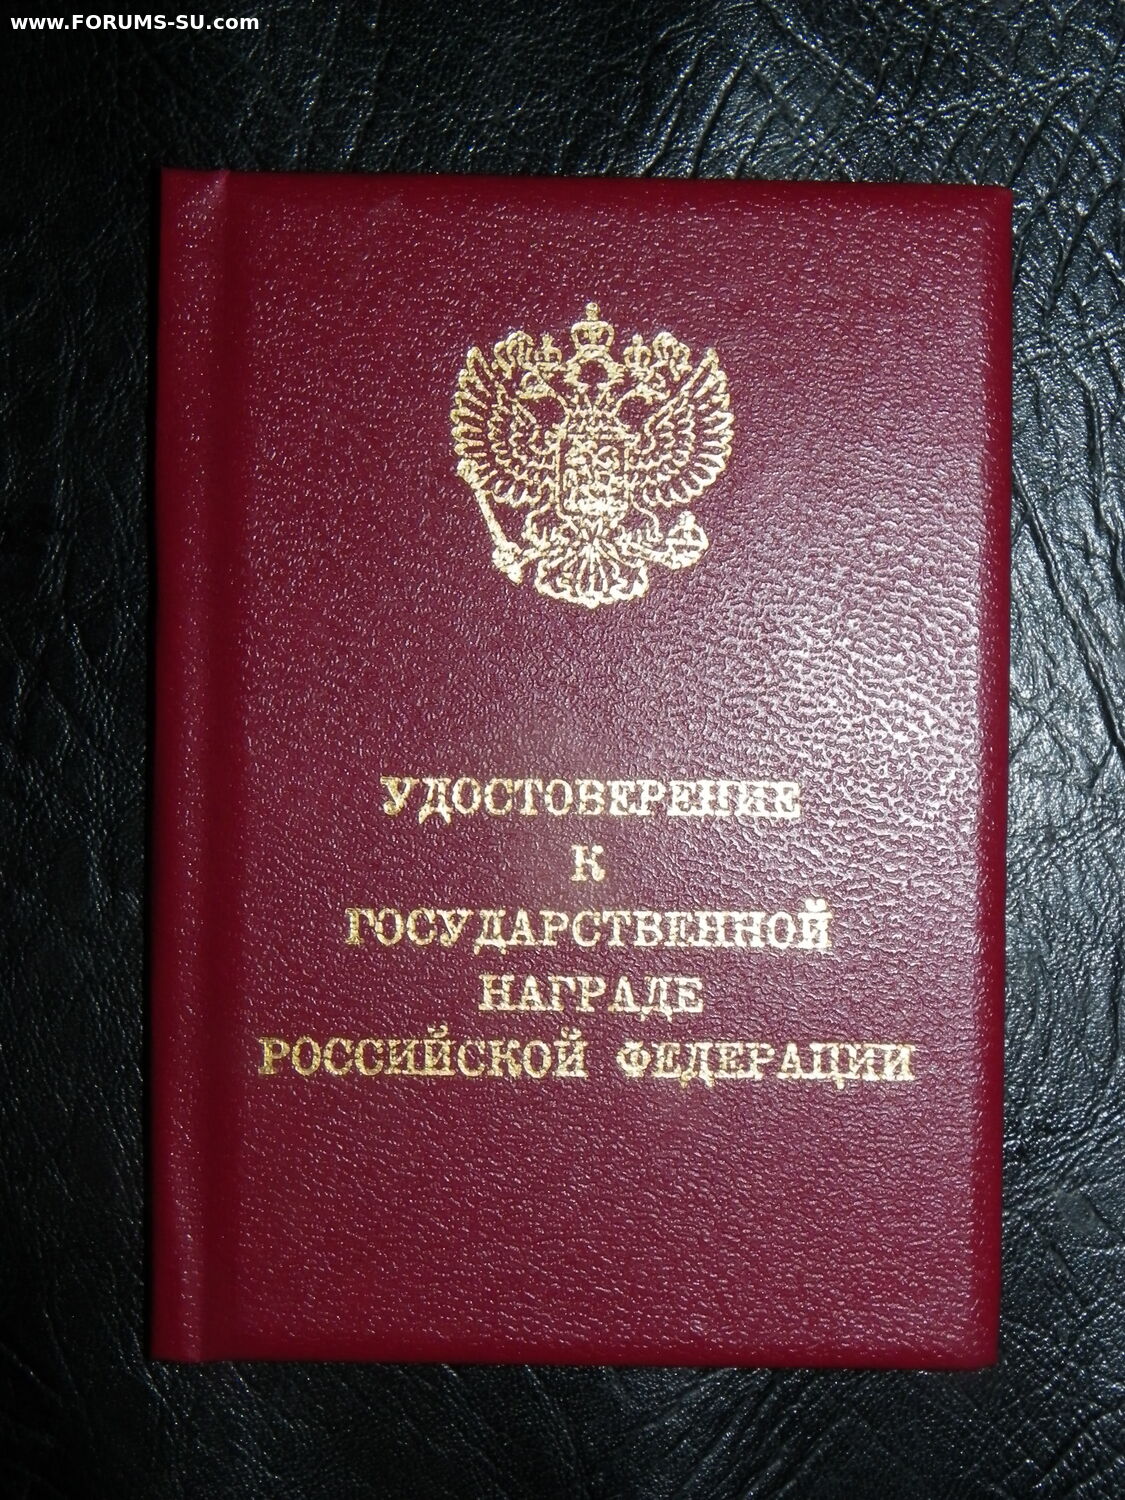 www.FORUMS-SU.com
УДОСТОВЕРЕНИЕ
К
ГОСУДАРСТВЕННОЙ
НАГРАДЕ
РОССИЙСКОЙ ФЕДЕРАЦИИ